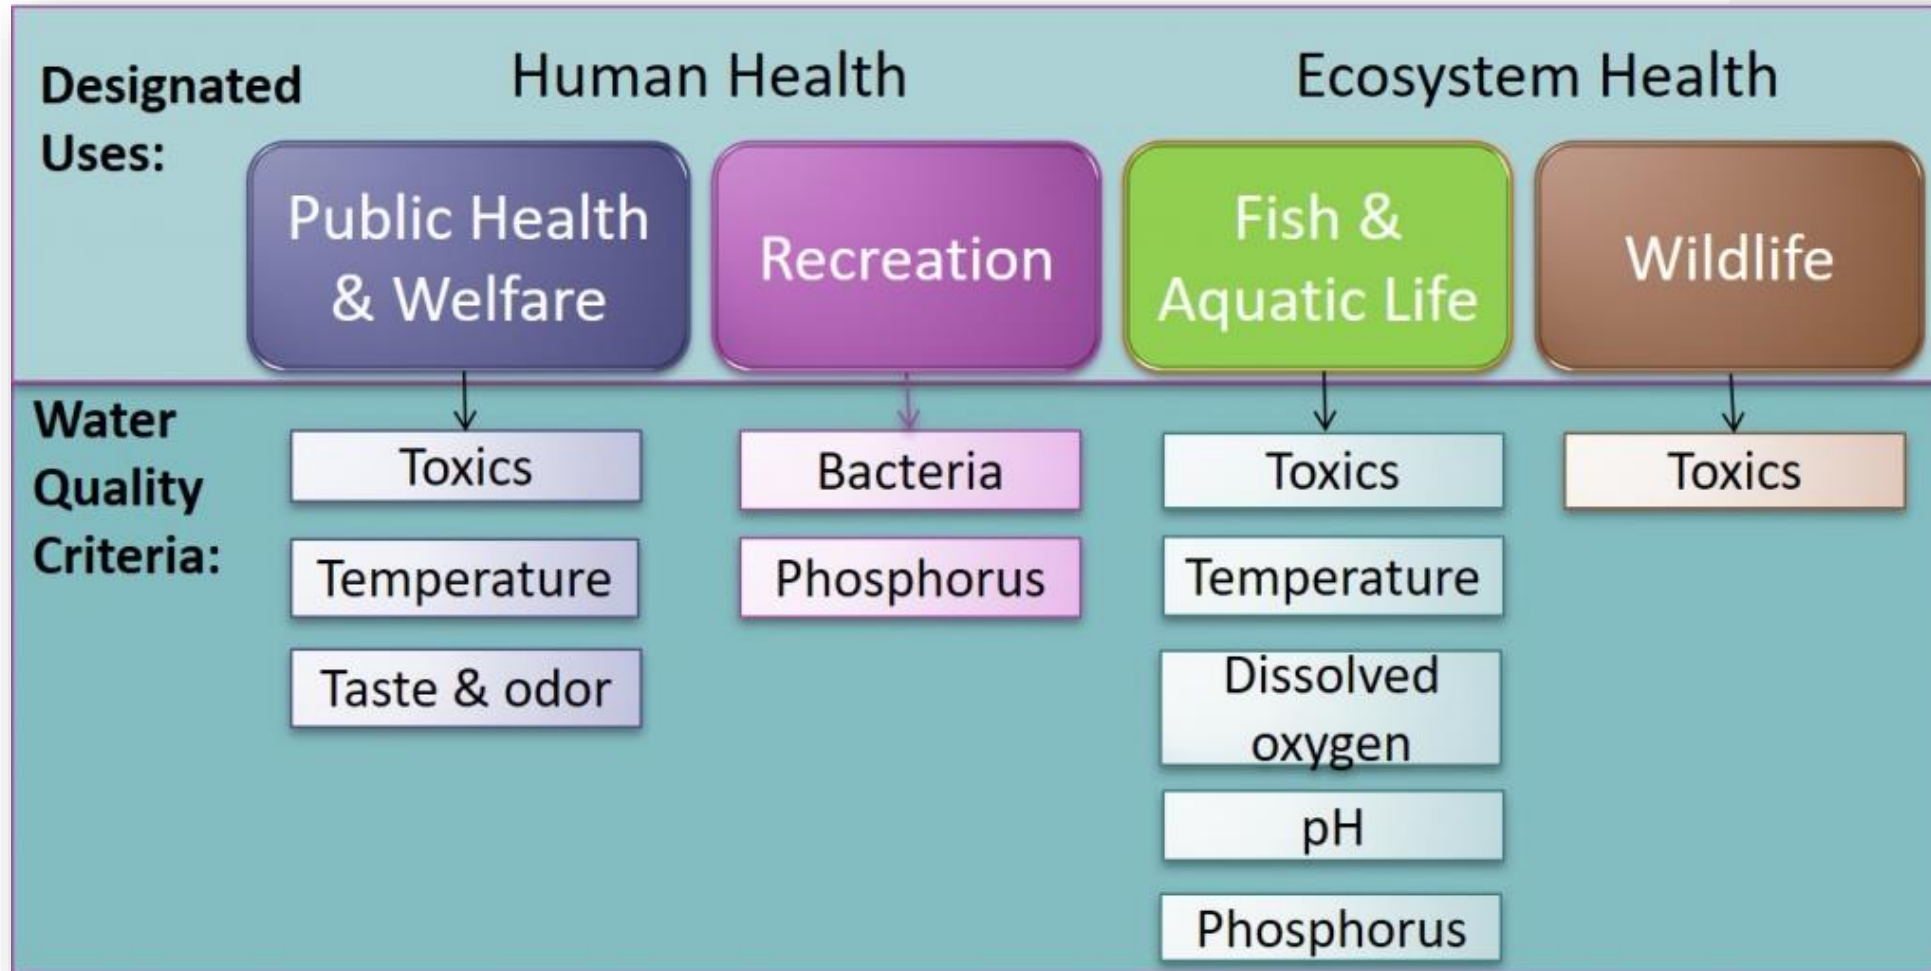 Designated
Uses:
Human Health
Ecosystem Health
Public Health
& Welfare
Recreation
Fish &
Aquatic Life
Wildlife
Water
Quality
Criteria:
Toxics
Temperature
Taste & odor
Bacteria
Phosphorus
Toxics
Temperature
Dissolved
oxygen
pH
Phosphorus
Toxics